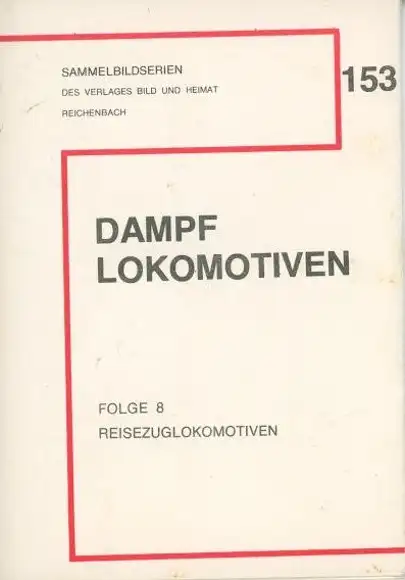 SAMMELBILDSERIEN
DES VERLAGES BILD UND HEIMAT
REICHENBACH
153
DAMPF
LOKOMOTIVEN
FOLGE 8
REISEZUGLOKOMOTIVEN